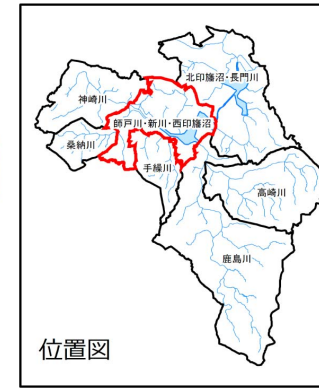 北印旛沼・長門川
神崎川
師戸川・新川・西印旛沼
桑納川
手繰川
高崎川
鹿島川
位置図